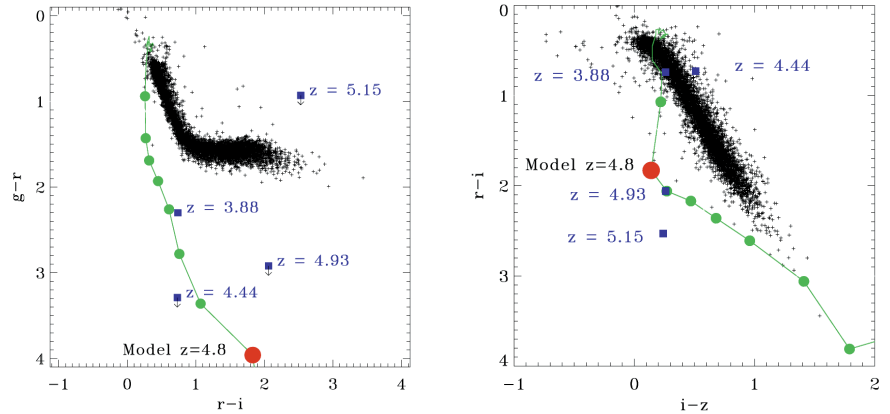 0
1
2
3
4
g-r
-1
0
1
2
3
4
r-i
z = 5.15
z = 3.88
z = 4.93
z = 4.44
Model z=4.8
0
1
2
3
4
r-i
-1
0
1
2
i-z
z = 3.88
z = 4.44
Model z=4.8
z = 4.93
z = 5.15